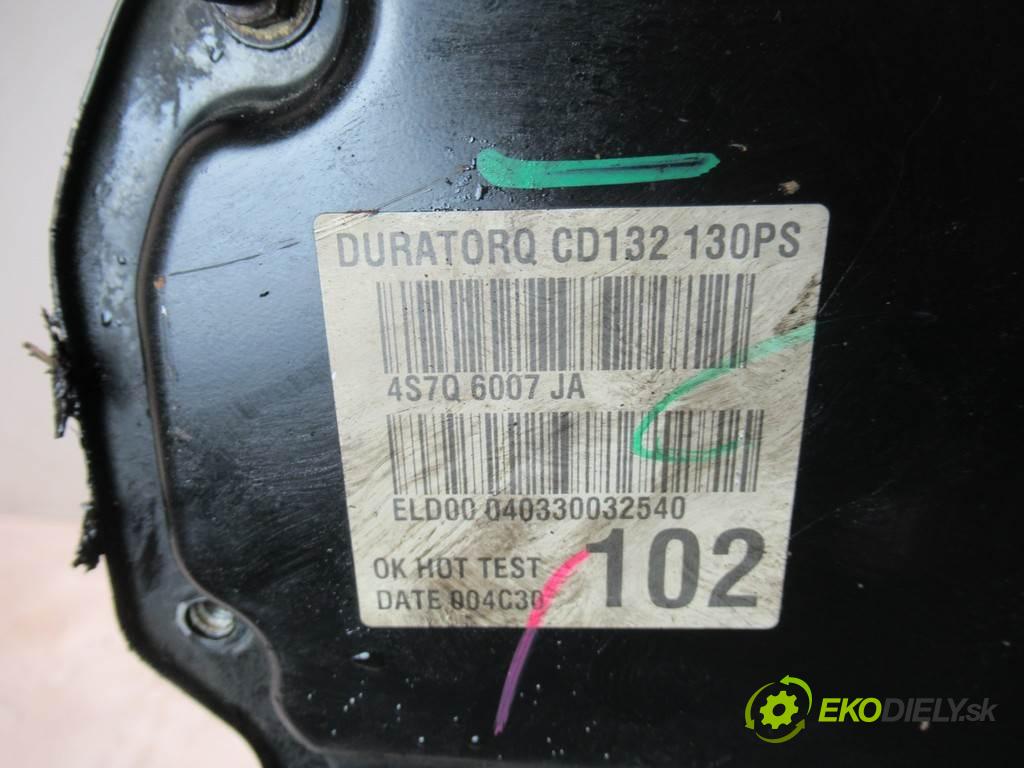 DURATORQ CD132 130PS
4S7Q 6007 JA
ELD00 040330032540
OK HOT TEST 102
DATE 004C30
EKODIELY.sk